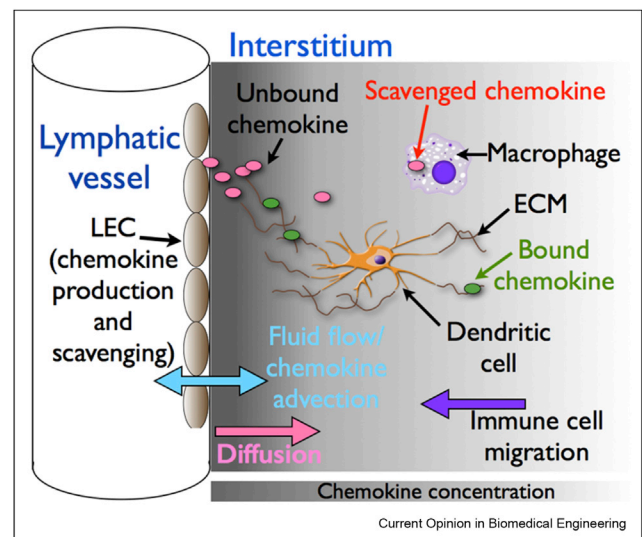 Interstitium
Unbound
chemokine
Scavenged chemokine
Macrophage
Lymphatic
vessel
LEC
(chemokine
production
and
scavenging)
ECM
Bound
chemokine
Dendritic
cell
Fluid flow/
chemokine
advection
Diffusion
Immune cell
migration
Chemokine concentration
Current Opinion in Biomedical Engineering